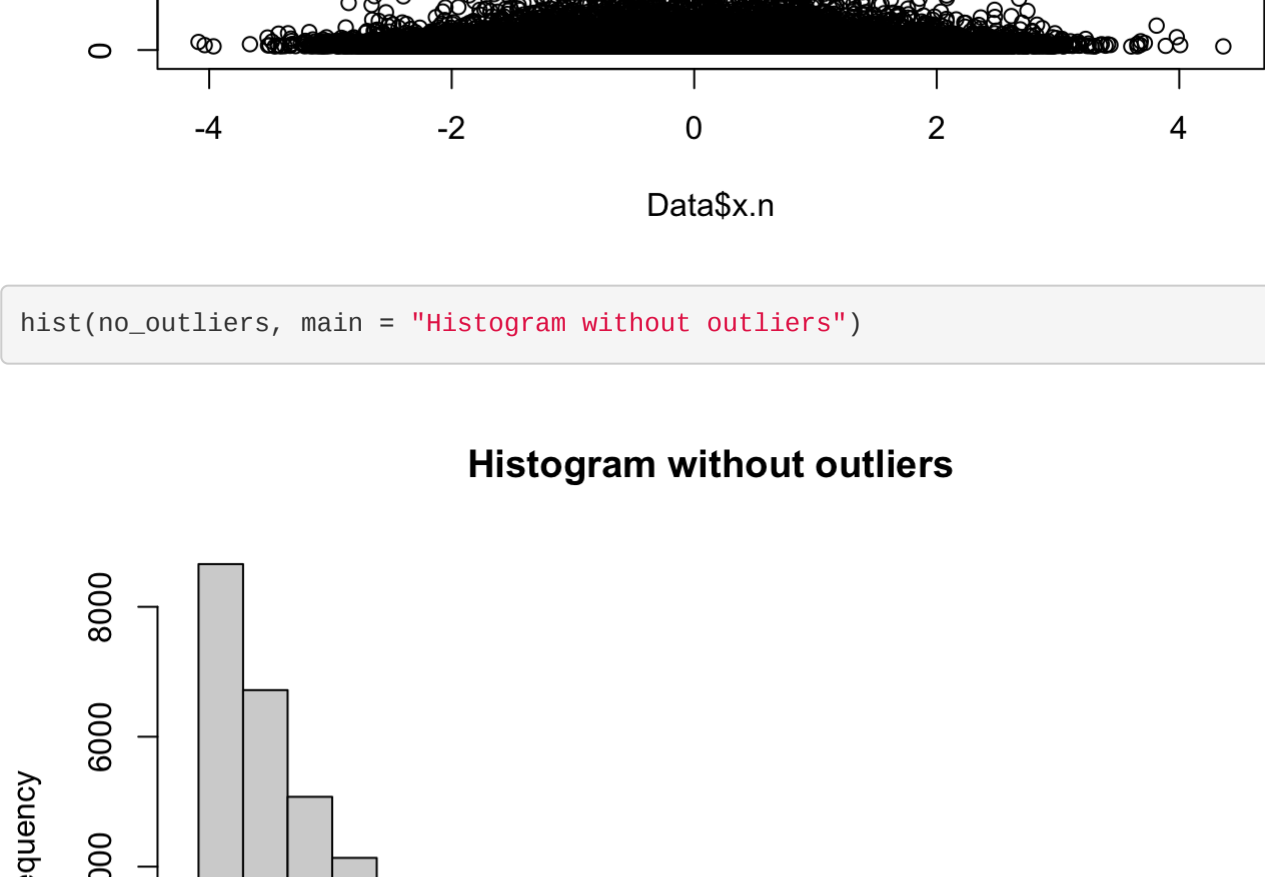 0
-4 -2 0 2 4
Data$x.n
hist(no_outliers, main = "Histogram without outliers")
Histogram without outliers
8000
6000